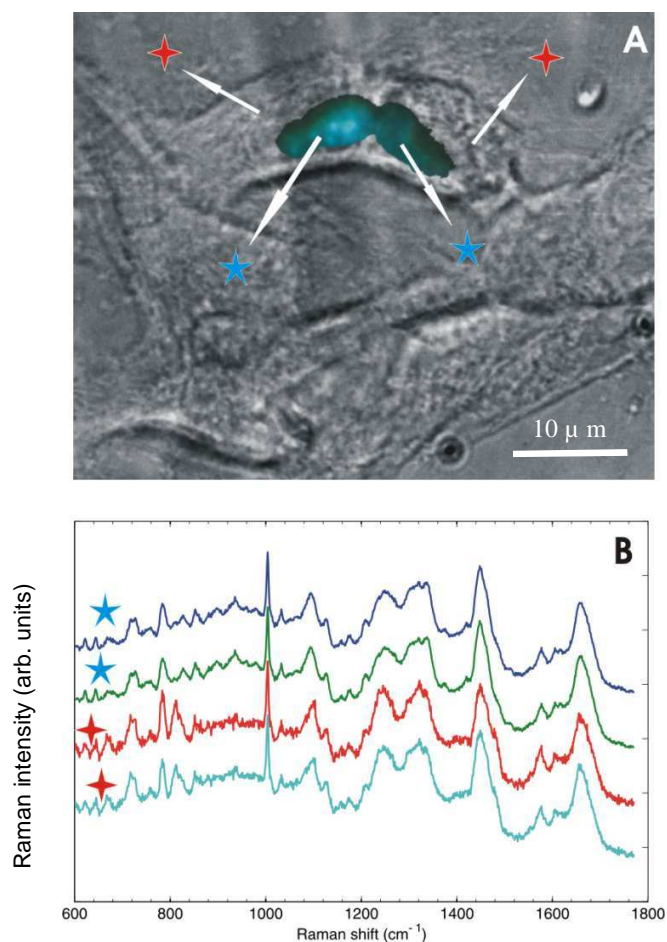 A
10 µ m
B
Raman intensity (arb. units)
600 800 1000 1200 1400 1600 1800
Raman shift (cm⁻¹)